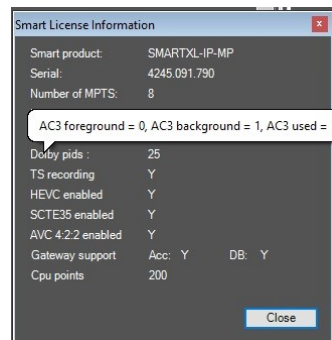 Smart License Information
x
Smart product: SMARTXL-IP-MP
Serial: 4245.091.790
Number of MPTS: 8
AC3 foreground = 0, AC3 background = 1, AC3 used =
Dolby pids : 25
TS recording Y
HEVC enabled Y
SCTE35 enabled Y
AVC 4:2:2 enabled Y
Gateway support Acc: Y DB: Y
Cpu points 200
Close